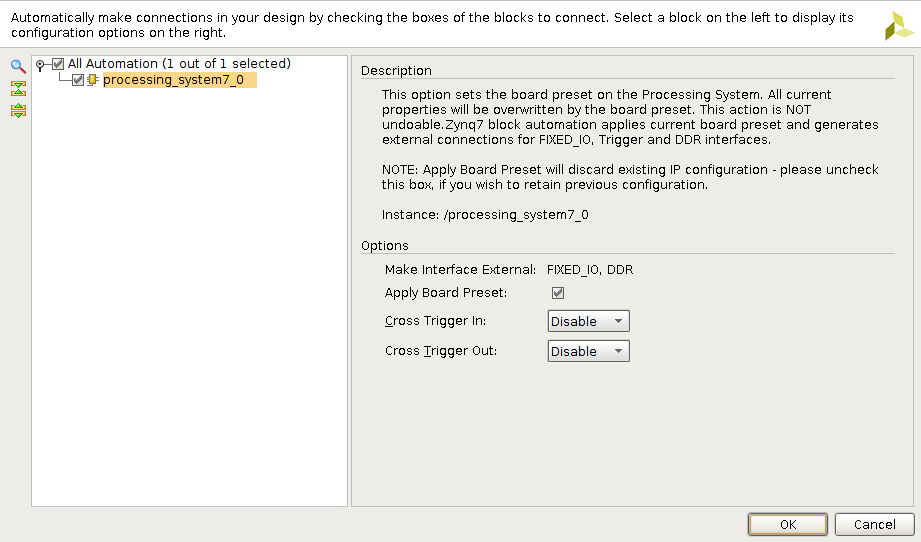 Automatically make connections in your design by checking the boxes of the blocks to connect. Select a block on the left to display its
configuration options on the right.
All Automation (1 out of 1 selected)
processing_system7_0
Description
This option sets the board preset on the Processing System. All current
properties will be overwritten by the board preset. This action is NOT
undoable.Zynq7 block automation applies current board preset and generates
external connections for FIXED_IO, Trigger and DDR interfaces.
NOTE: Apply Board Preset will discard existing IP configuration - please uncheck
this box, if you wish to retain previous configuration.
Instance: /processing_system7_0
Options
Make Interface External: FIXED_IO, DDR
Apply Board Preset:
Cross Trigger In: Disable
Cross Trigger Out: Disable
OK Cancel